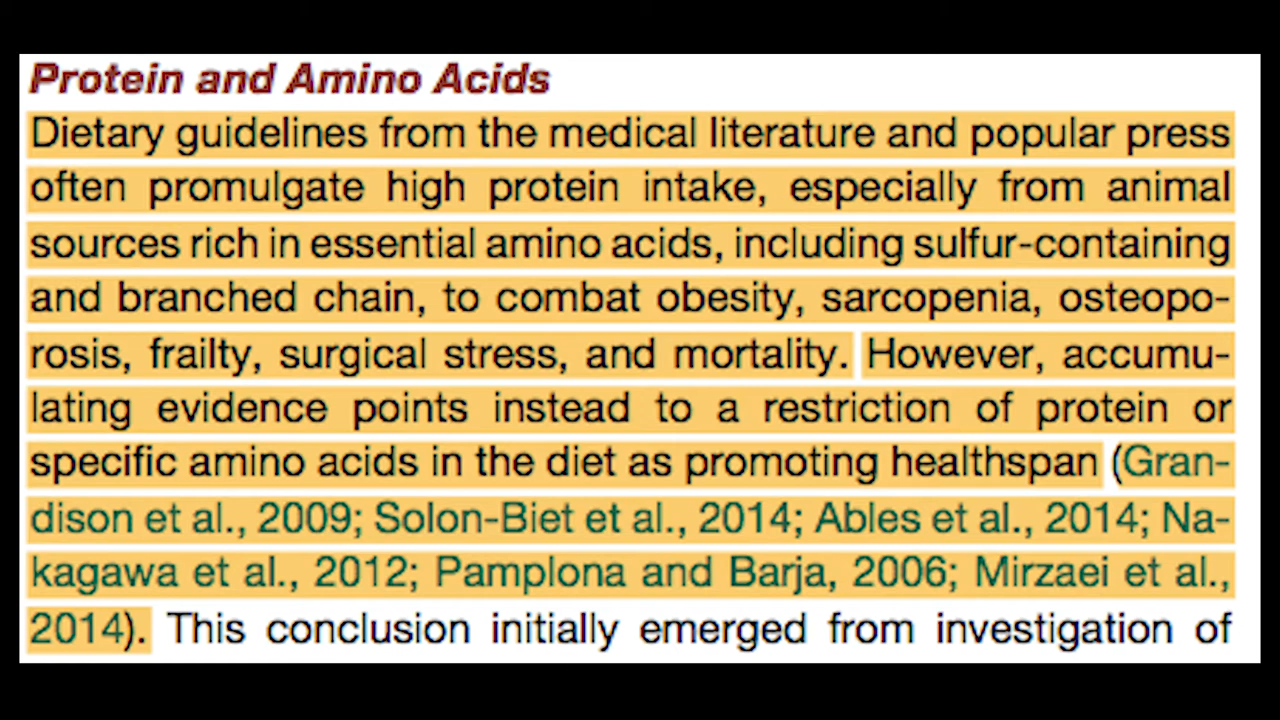 Protein and Amino Acids
Dietary guidelines from the medical literature and popular press
often promulgate high protein intake, especially from animal
sources rich in essential amino acids, including sulfur-containing
and branched chain, to combat obesity, sarcopenia, osteopo-
rosis, frailty, surgical stress, and mortality. However, accumu-
lating evidence points instead to a restriction of protein or
specific amino acids in the diet as promoting healthspan (Gran-
dison et al., 2009; Solon-Biet et al., 2014; Ables et al., 2014; Na-
kagawa et al., 2012; Pamplona and Barja, 2006; Mirzaei et al.,
2014). This conclusion initially emerged from investigation of